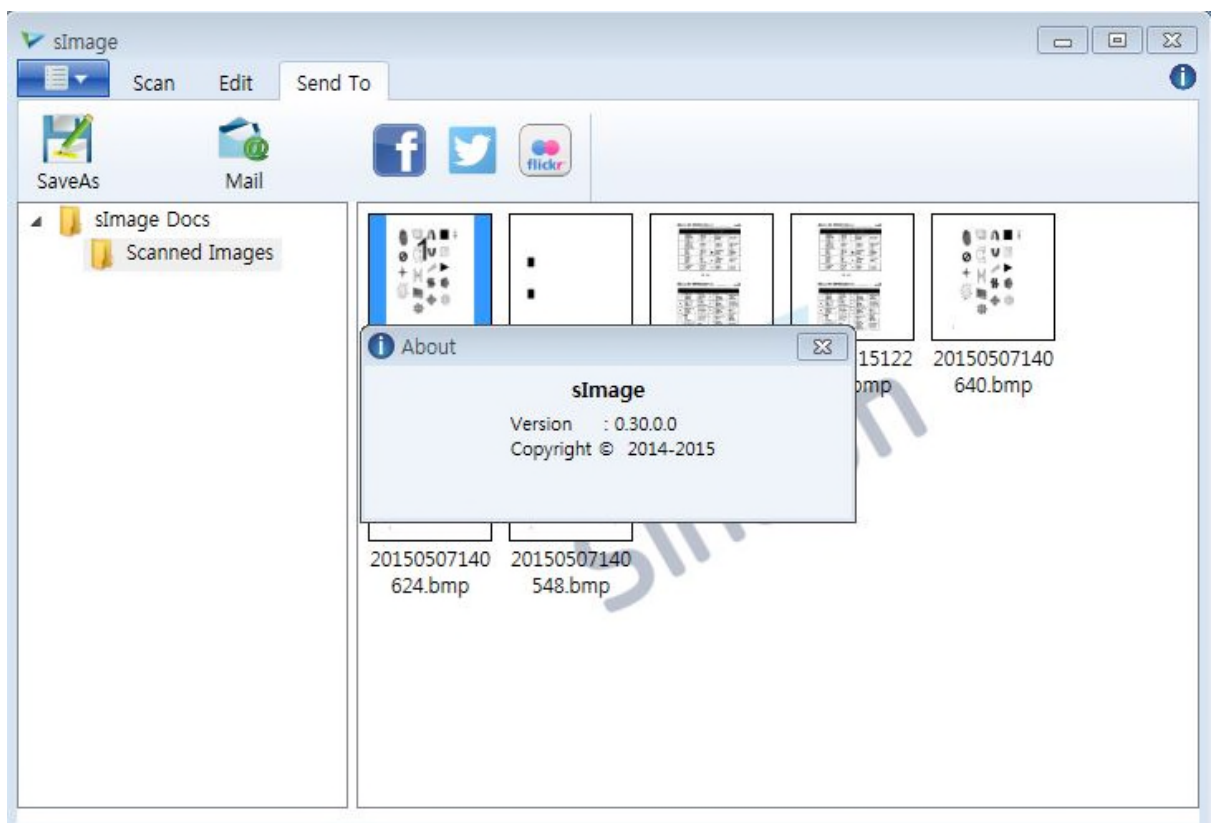 sImage
Scan Edit Send To
flickr
SaveAs Mail
sImage Docs
Scanned Images
1
About
sImage
Version : 0.30.0.0
Copyright © 2014-2015
15122
20150507140
640.bmp
20150507140
624.bmp
20150507140
548.bmp